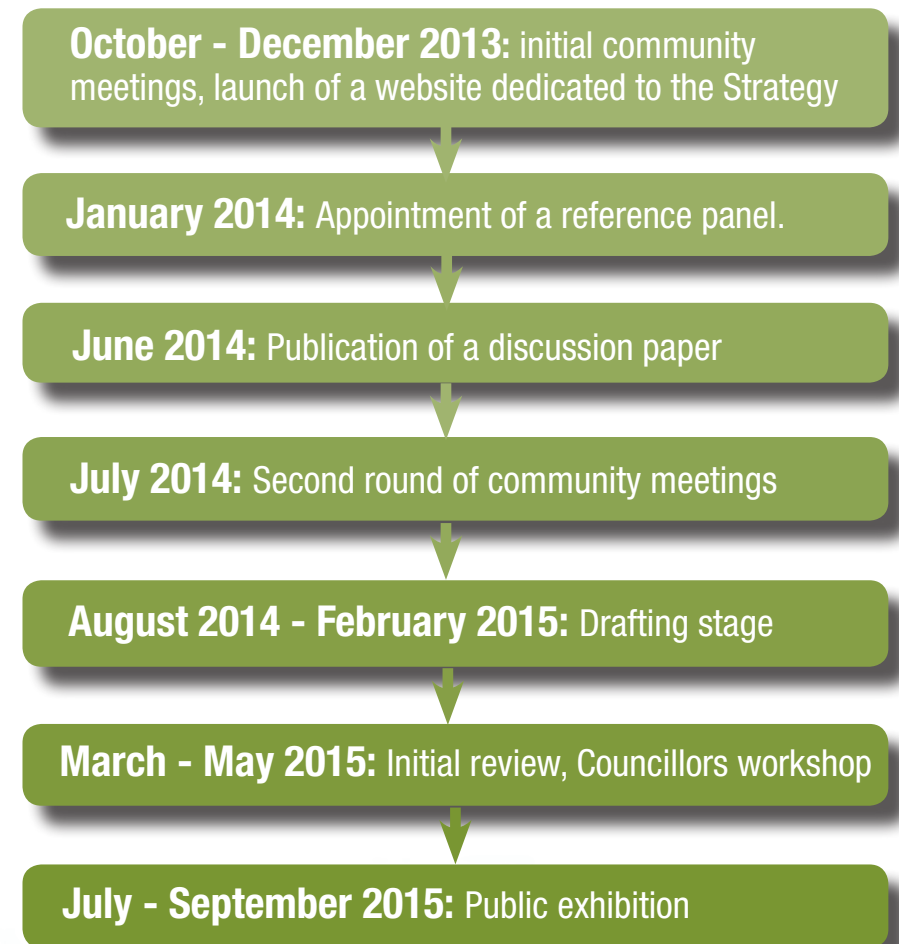 October - December 2013: initial community
meetings, launch of a website dedicated to the Strategy
January 2014: Appointment of a reference panel.
June 2014: Publication of a discussion paper
July 2014: Second round of community meetings
August 2014 - February 2015: Drafting stage
March - May 2015: Initial review, Councillors workshop
July - September 2015: Public exhibition